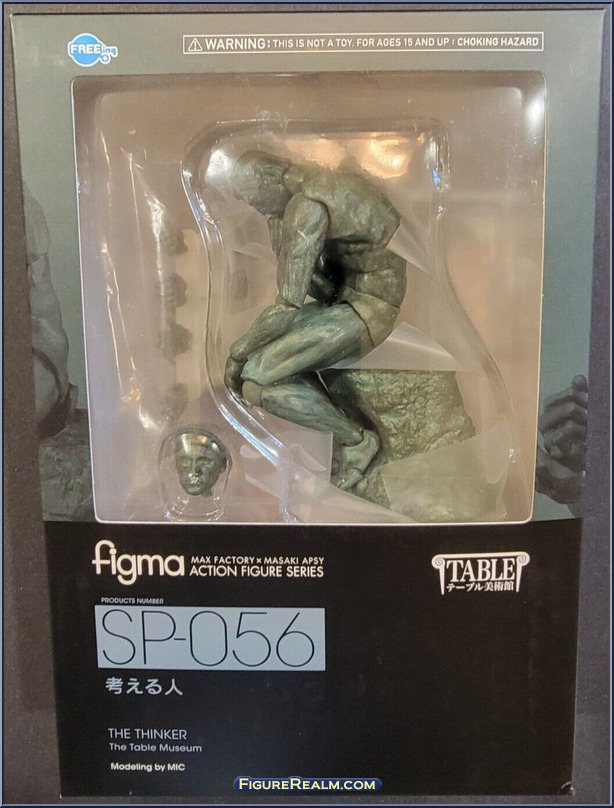 FREEing
WARNING: THIS IS NOT A TOY. FOR AGES 15 AND UP : CHOKING HAZARD
figma MAX FACTORY × MASAKI APSY
ACTION FIGURE SERIES
TABLE
テーブル美術館
PRODUCTS NUMBER
SP-056
考える人
THE THINKER
The Table Museum
Modeling by MIC
FIGUREREALM.COM